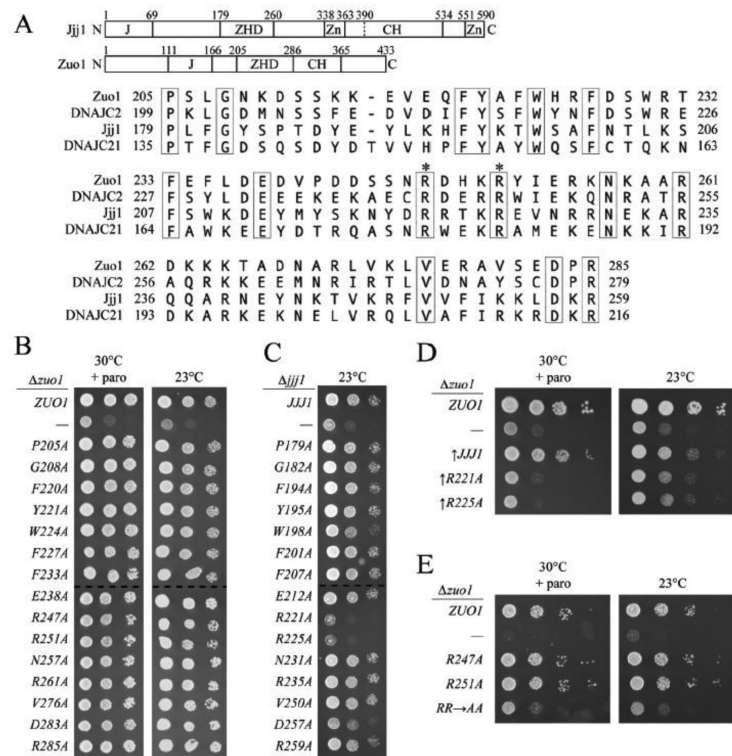 A
1 69 179 260 338 363 390 534 551 590
Jjj1 N J ZHD Zn CH Zn C
1 111 166 205 286 365 433
Zuo1 N J ZHD CH C
Zuo1 205 P S L G N K D S S K K - E V E Q F Y A F W H R F D S W R T 232
DNAJC2 199 P K L G D M N S S F E - D V D I F Y S F W Y N F D S W R E 226
Jjj1 179 P L F G Y S P T D Y E - Y L K H F Y K T W S A F N T L K S 206
DNAJC21 135 P T F G D S Q S D Y D T V V H P F Y A Y W Q S F C T Q K N 163
* *
Zuo1 233 F E F L D E D V P D D S S N R D H K R Y I E R K N K A A R 261
DNAJC2 227 F S Y L D E E E K E K A E C R D E R R W I E K Q N R A T R 255
Jjj1 207 F S W K D E Y M Y S K N Y D R R T K R E V N R R N E K A R 235
DNAJC21 164 F A W K E E Y D T R Q A S N R W E K R A M E K E N K K I R 192
Zuo1 262 D K K K T A D N A R L V K L V E R A V S E D P R 285
DNAJC2 256 A Q R K K E E M N R I R T L V D N A Y S C D P R 279
Jjj1 236 Q Q A R N E Y N K T V K R F V V F I K K L D K R 259
DNAJC21 193 D K A R K E K N E L V R Q L V A F I R K R D K R 216
B
30°C
+ paro
Δzuo1 23°C
ZUO1
—
P205A
G208A
F220A
Y221A
W224A
F227A
F233A
E238A
R247A
R251A
N257A
R261A
V276A
D283A
R285A
C
Δjjj1 23°C
JJJ1
—
P179A
G182A
F194A
Y195A
W198A
F201A
F207A
E212A
R221A
R225A
N231A
R235A
V250A
D257A
R259A
D
30°C
+ paro
Δzuo1 23°C
ZUO1
—
↑JJJ1
↑R221A
↑R225A
E
30°C
+ paro
Δzuo1 23°C
ZUO1
—
R247A
R251A
RR→AA